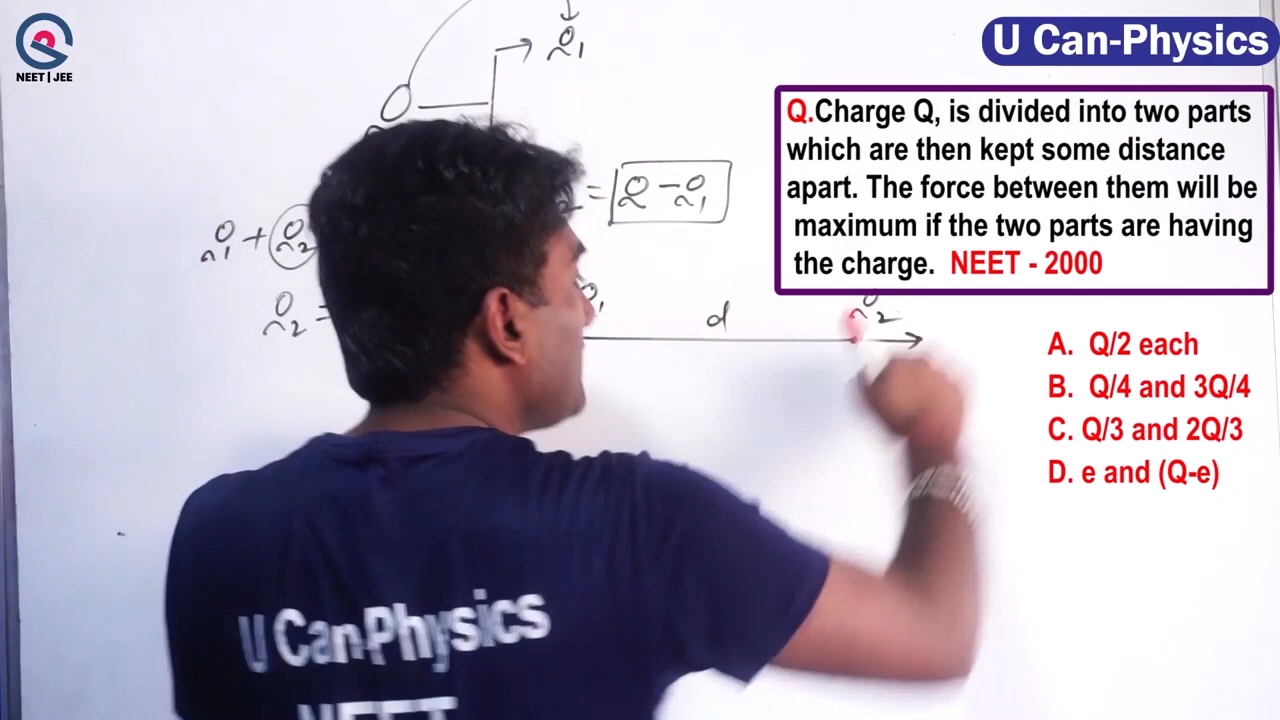 NEET | JEE
U Can-Physics
Q.Charge Q, is divided into two parts
which are then kept some distance
apart. The force between them will be
maximum if the two parts are having
the charge. NEET - 2000
A. Q/2 each
B. Q/4 and 3Q/4
C. Q/3 and 2Q/3
D. e and (Q-e)
Q1
= Q - Q1
Q1 + Q2
Q2 =
d
Q2
U Can-Physics
NEET